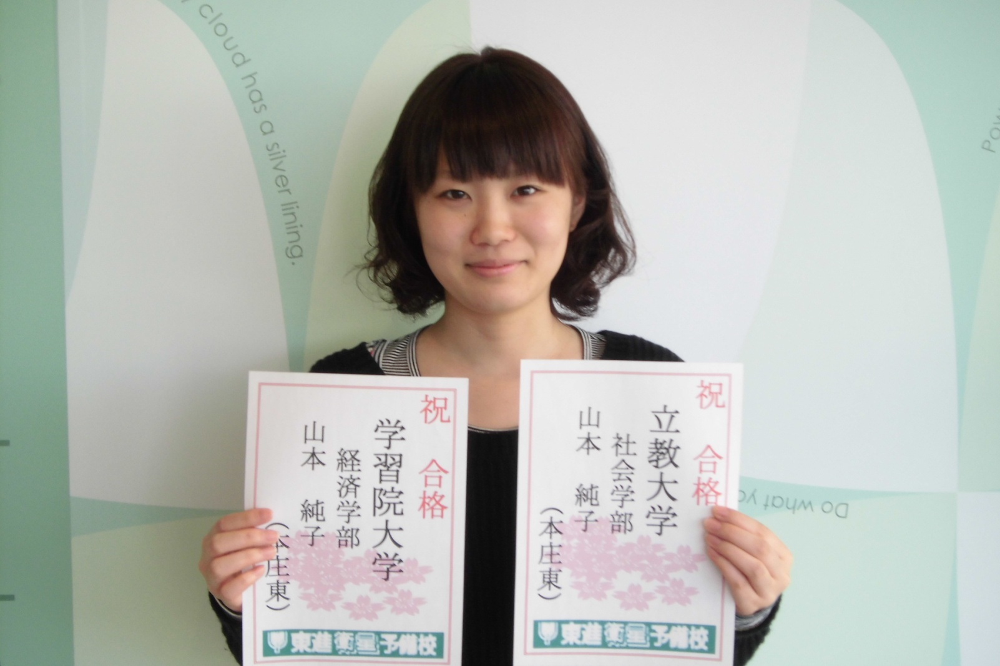 cloud has a silver lining.
祝 合格
学習院大学
経済学部
山本 純子
（本庄東）
東進衛星予備校
祝 合格
立教大学
社会学部
山本 純子
（本庄東）
東進衛星予備校
Do what yo
Pow